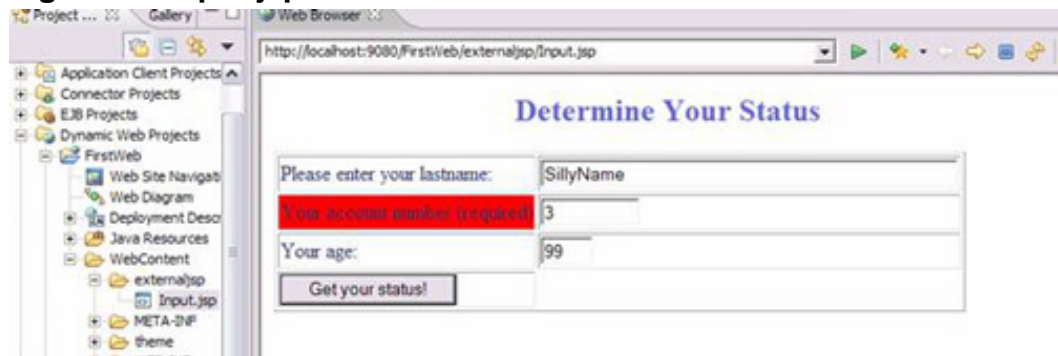 Project ... Gallery
Web Browser
http://localhost:9080/FirstWeb/externaljsp/Input.jsp
Application Client Projects
Connector Projects
EJB Projects
Dynamic Web Projects
FirstWeb
Web Site Navigati
Web Diagram
Deployment Descr
Java Resources
WebContent
externaljsp
Input.jsp
META-INF
theme
Determine Your Status
Please enter your lastname: SillyName
Your account number (required) 3
Your age: 99
Get your status!